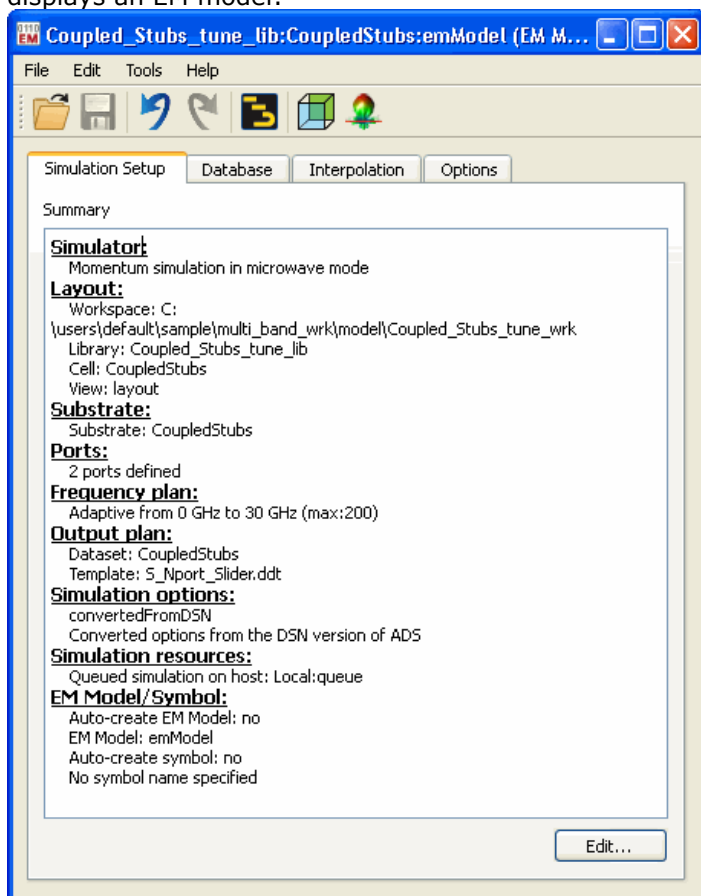 displays an EM model.
Coupled_Stubs_tune_lib:CoupledStubs:emModel (EM M...
File Edit Tools Help
Simulation Setup Database Interpolation Options
Summary
Simulator:
Momentum simulation in microwave mode
Layout:
Workspace: C:
\users\default\sample\multi_band_wrk\model\Coupled_Stubs_tune_wrk
Library: Coupled_Stubs_tune_lib
Cell: CoupledStubs
View: layout
Substrate:
Substrate: CoupledStubs
Ports:
2 ports defined
Frequency plan:
Adaptive from 0 GHz to 30 GHz (max:200)
Output plan:
Dataset: CoupledStubs
Template: S_Nport_Slider.ddt
Simulation options:
convertedFromDSN
Converted options from the DSN version of ADS
Simulation resources:
Queued simulation on host: Local:queue
EM Model/Symbol:
Auto-create EM Model: no
EM Model: emModel
Auto-create symbol: no
No symbol name specified
Edit...